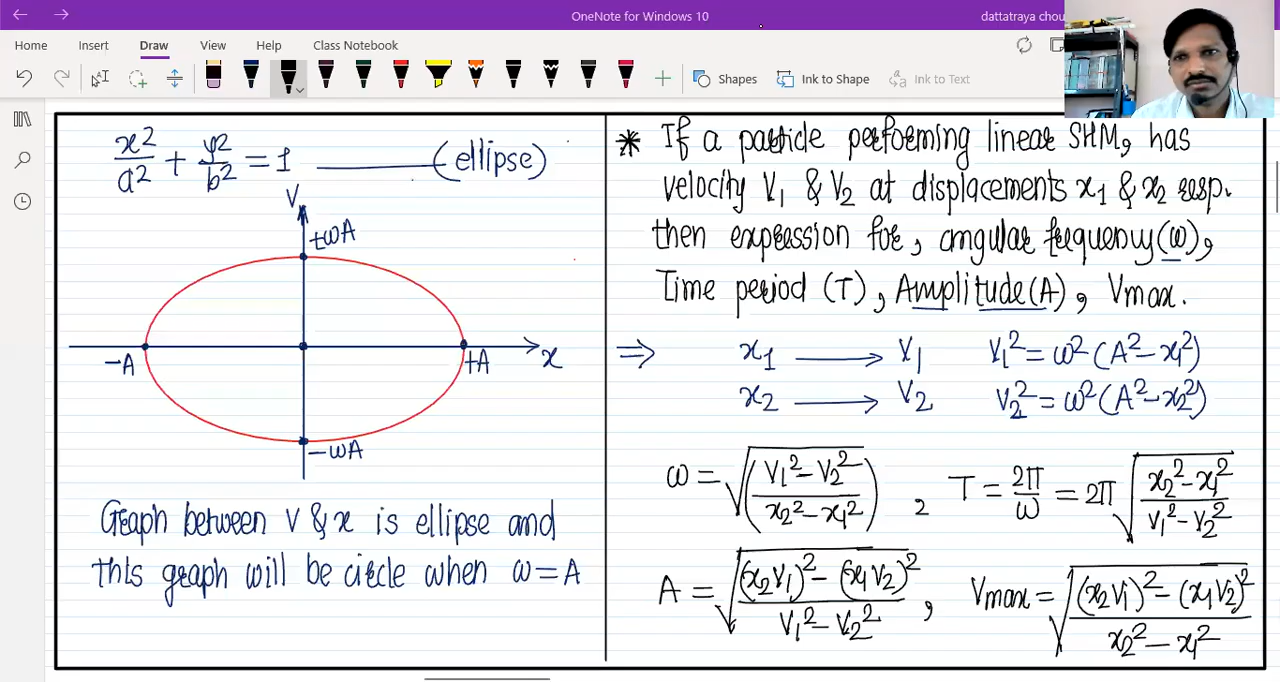 OneNote for Windows 10
dattatraya chou
Home Insert Draw View Help Class Notebook
Shapes Ink to Shape Ink to Text
x²/a² + y²/b² = 1 (ellipse)
V
+ωA
-A +A x
-ωA
Graph between V & x is ellipse and
this graph will be circle when ω=A
* If a particle performing linear SHM, has
velocity V₁ & V₂ at displacements x₁ & x₂ resp.
then expression for, angular frequency(ω),
Time period (T), Amplitude(A), Vmax.
⇒ x₁ → V₁ V₁² = ω²(A²-x₁²)
x₂ → V₂ V₂² = ω²(A²-x₂²)
ω = √((V₁²-V₂²)/(x₂²-x₁²)), T = 2π/ω = 2π√((x₂²-x₁²)/(V₁²-V₂²))
A = √(((x₂V₁)²-(x₁V₂)²)/(V₁²-V₂²)), Vmax = √(((x₂V₁)²-(x₁V₂)²)/(x₂²-x₁²))